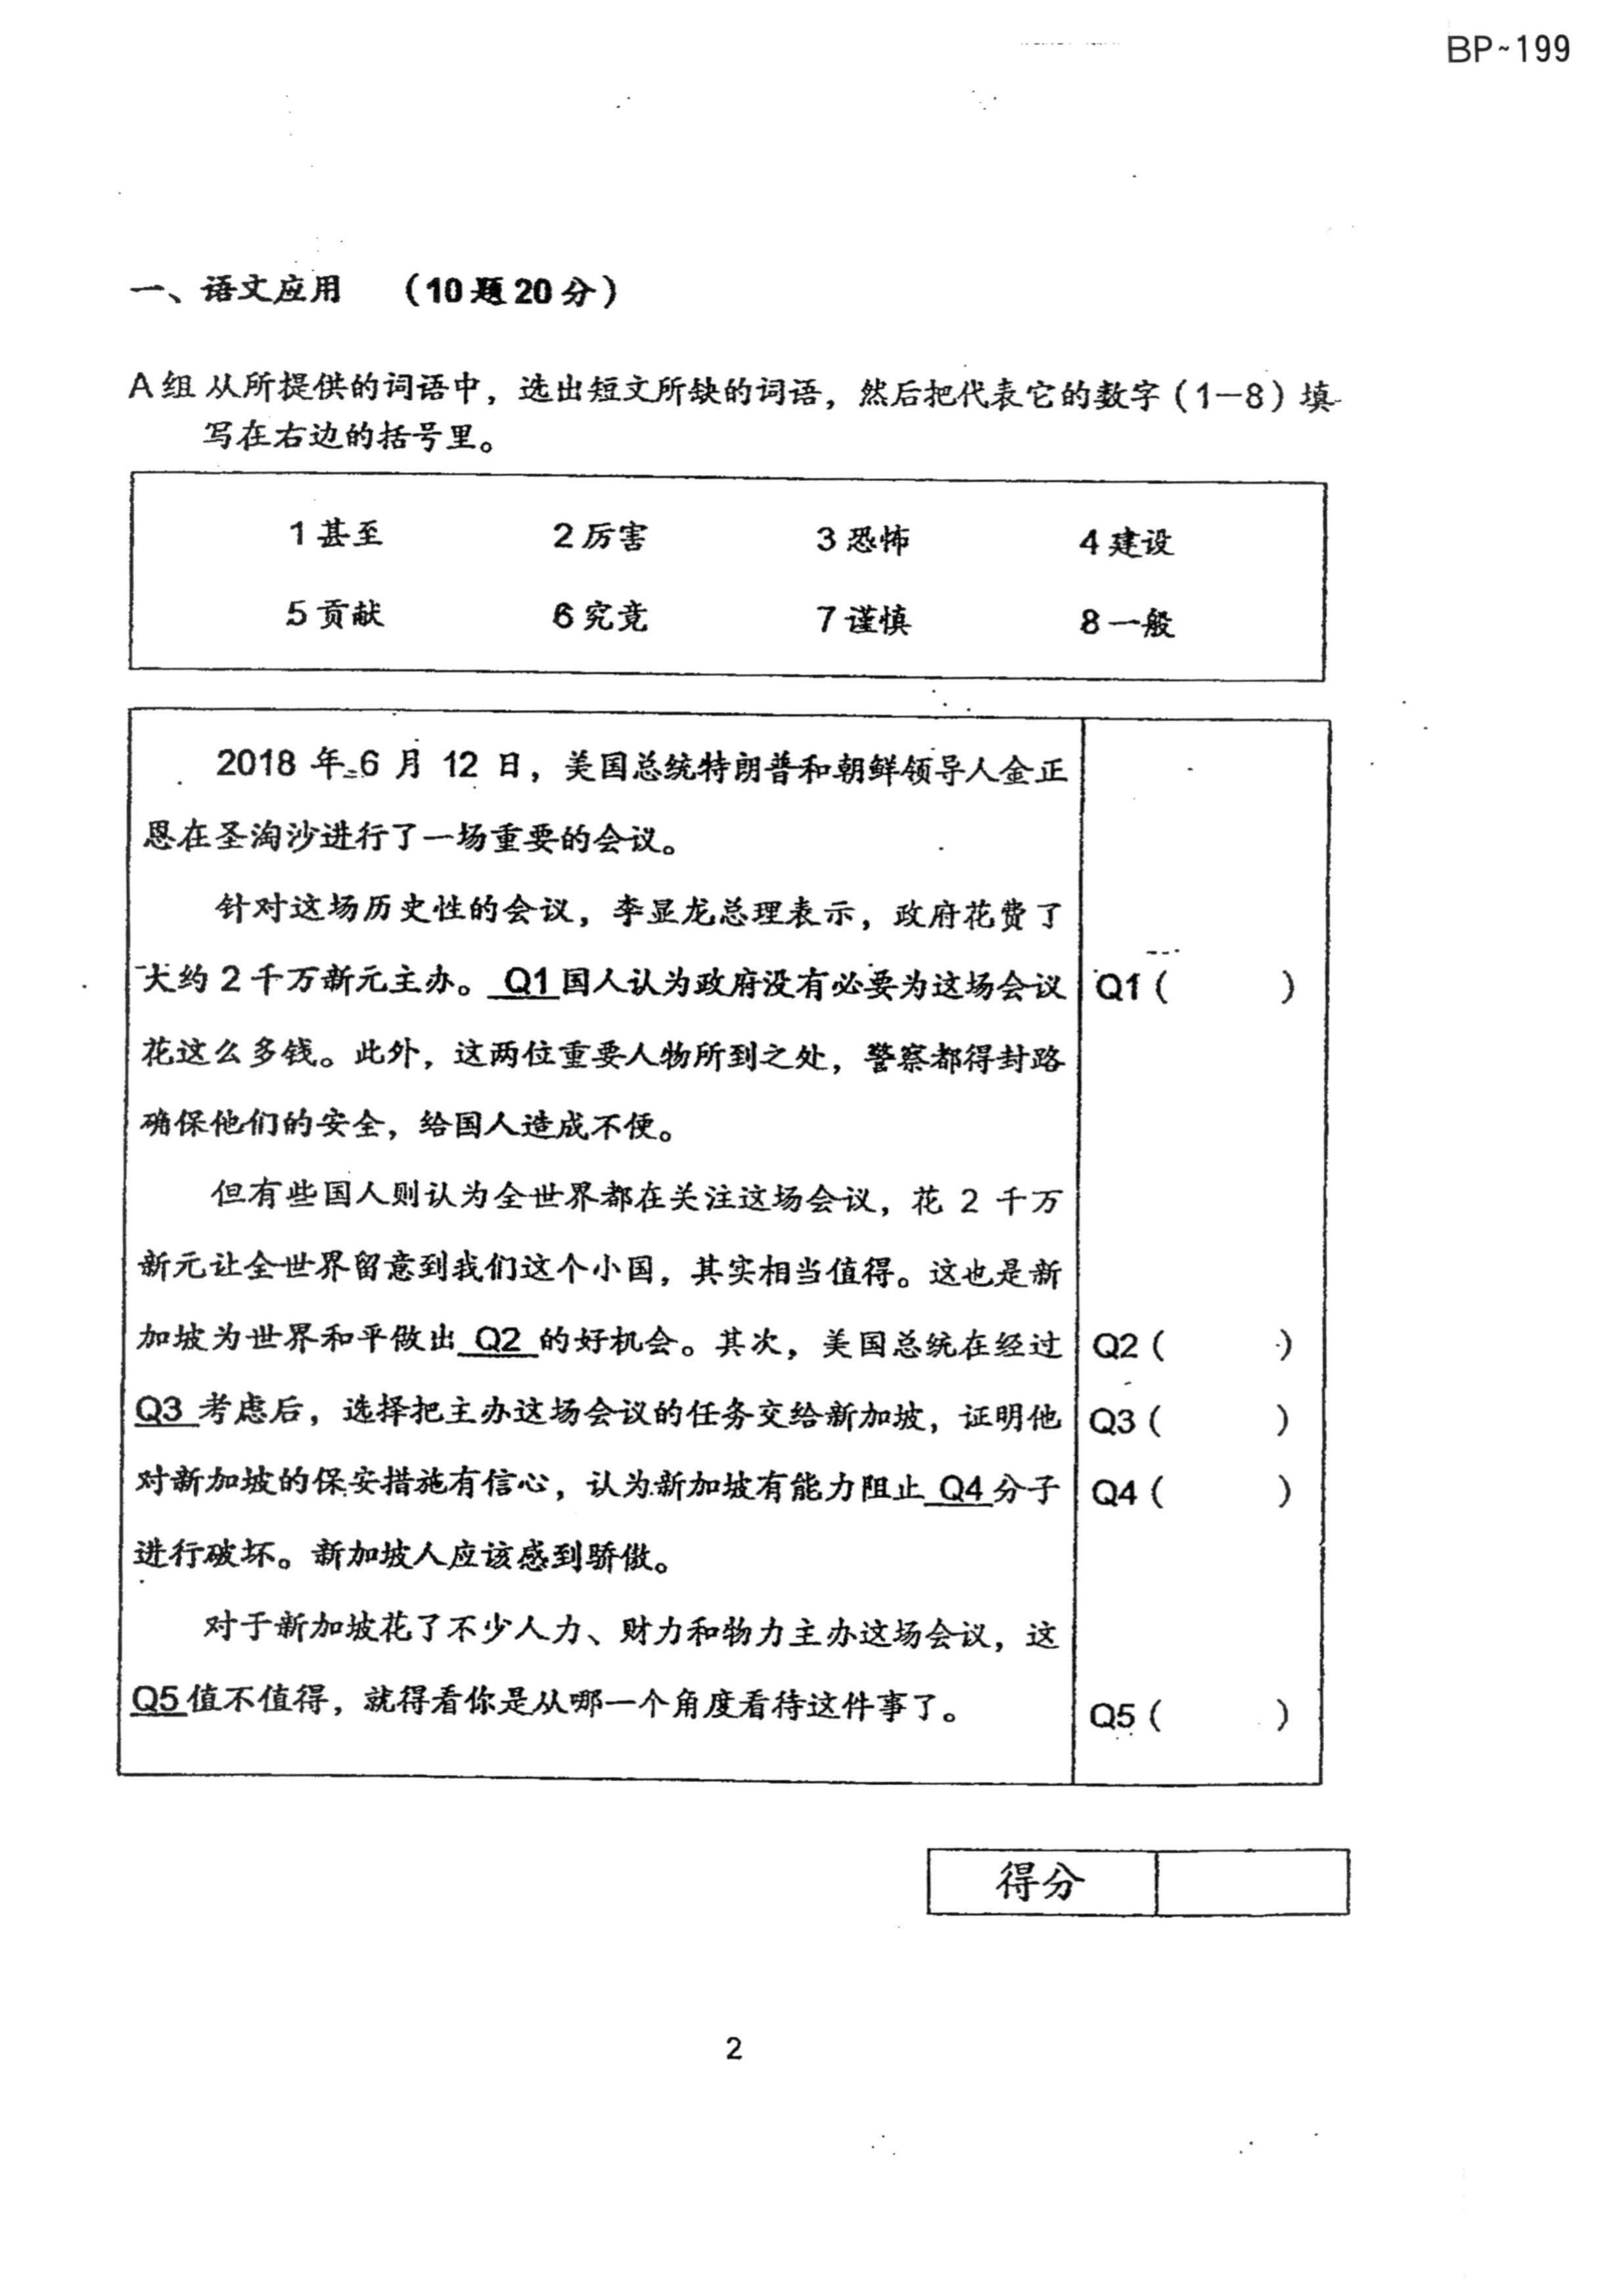 BP~199
一、语文应用 （10题20分）
A组 从所提供的词语中，选出短文所缺的词语，然后把代表它的数字（1－8）填
写在右边的括号里。
1 甚至 2 厉害 3 恐怖 4 建设
5 贡献 6 究竟 7 谨慎 8 一般
2018 年 6 月 12 日，美国总统特朗普和朝鲜领导人金正
恩在圣淘沙进行了一场重要的会议。
针对这场历史性的会议，李显龙总理表示，政府花费了
大约 2 千万新元主办。 Q1 国人认为政府没有必要为这场会议 Q1（ ）
花这么多钱。此外，这两位重要人物所到之处，警察都得封路
确保他们的安全，给国人造成不便。
但有些国人则认为全世界都在关注这场会议，花 2 千万
新元让全世界留意到我们这个小国，其实相当值得。这也是新
加坡为世界和平做出 Q2 的好机会。其次，美国总统在经过 Q2（ ）
Q3 考虑后，选择把主办这场会议的任务交给新加坡，证明他 Q3（ ）
对新加坡的保安措施有信心，认为新加坡有能力阻止 Q4 分子 Q4（ ）
进行破坏。新加坡人应该感到骄傲。
对于新加坡花了不少人力、财力和物力主办这场会议，这
Q5 值不值得，就得看你是从哪一个角度看待这件事了。 Q5（ ）
得分
2